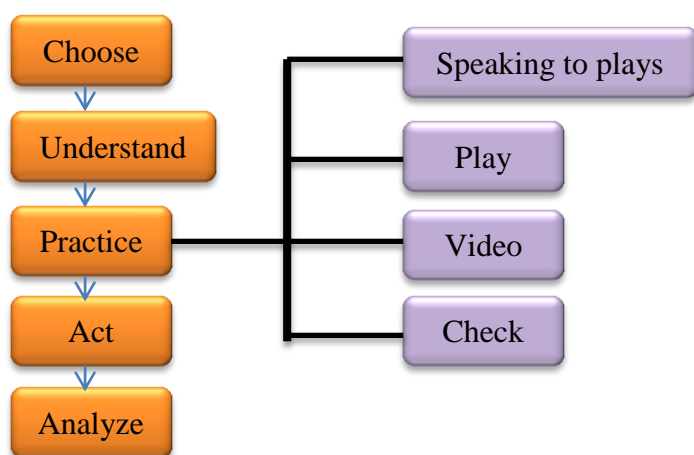 Choose
Understand
Practice
Act
Analyze
Speaking to plays
Play
Video
Check